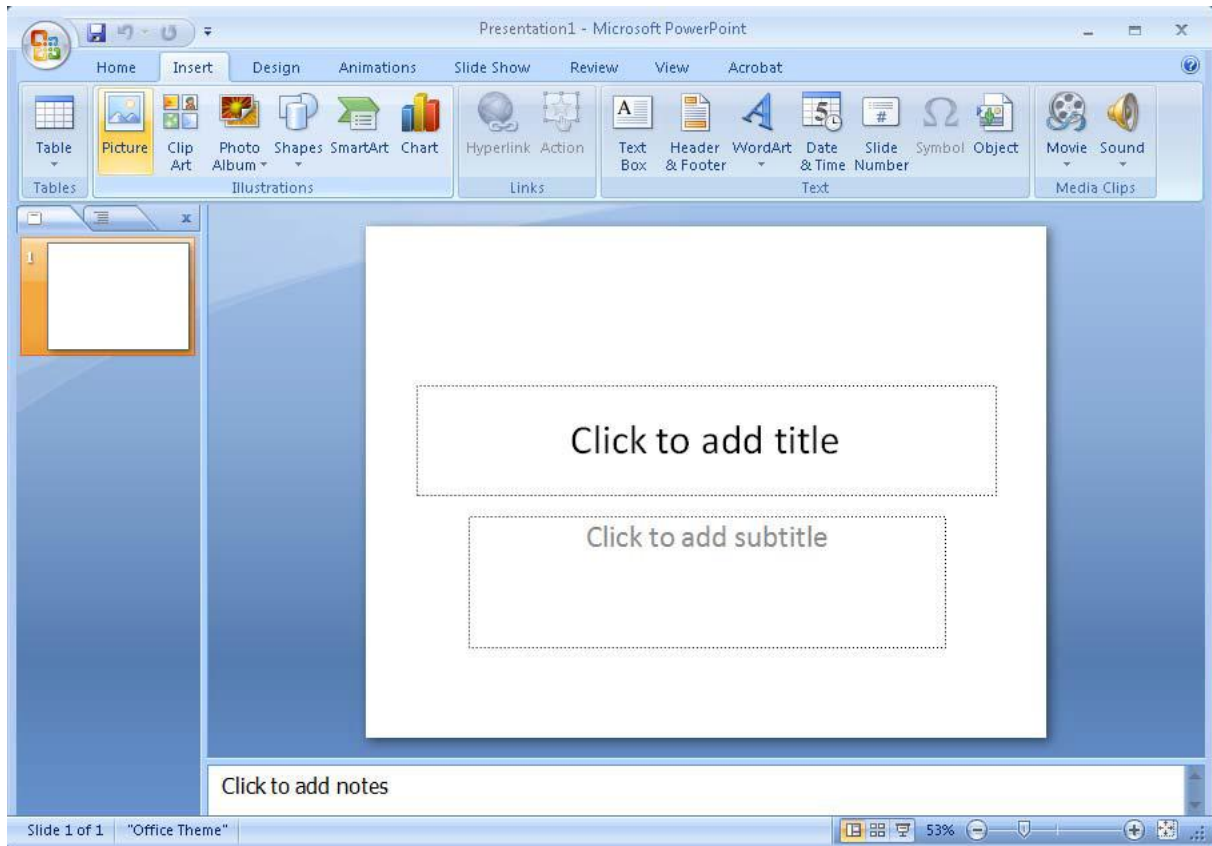 Presentation1 - Microsoft PowerPoint
Home Insert Design Animations Slide Show Review View Acrobat
Table Picture Clip Art Photo Album Shapes SmartArt Chart Hyperlink Action Text Box Header & Footer WordArt Date & Time Slide Number Symbol Object Movie Sound
Tables Illustrations Links Text Media Clips
1
Click to add title
Click to add subtitle
Click to add notes
Slide 1 of 1 "Office Theme" 53%